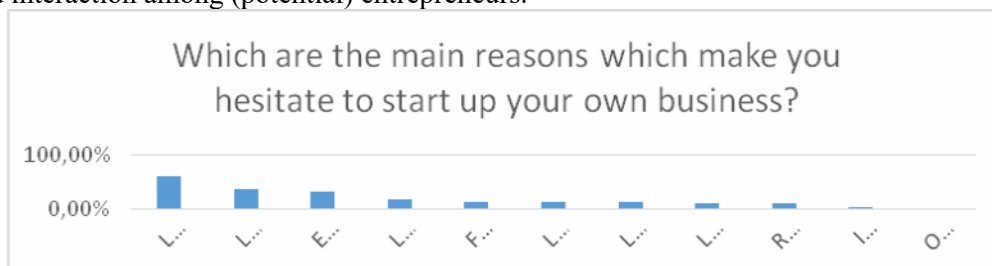 interaction among (potential) entrepreneurs.
Which are the main reasons which make you
hesitate to start up your own business?
100,00%
0,00%
L... L... E... L... F... L... L... L... R... I... O...